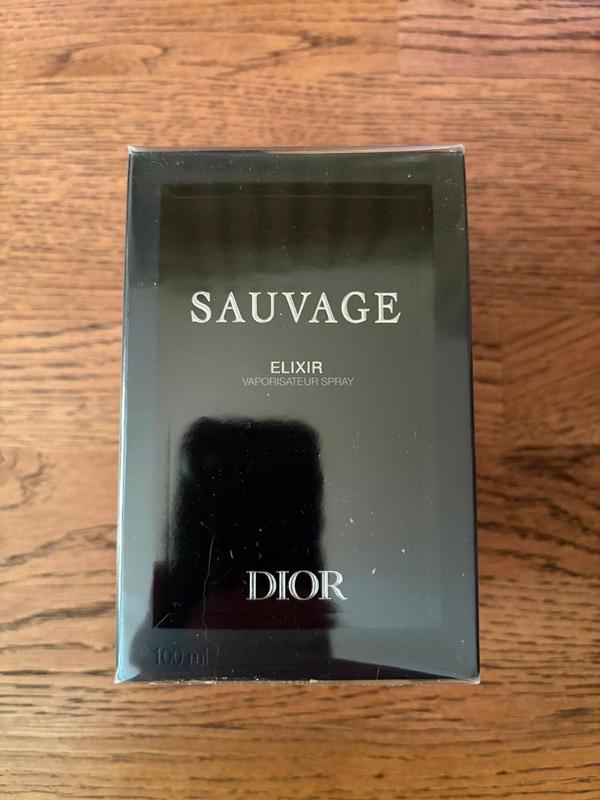 SAUVAGE
ELIXIR
VAPORISATEUR SPRAY
DIOR
100 ml